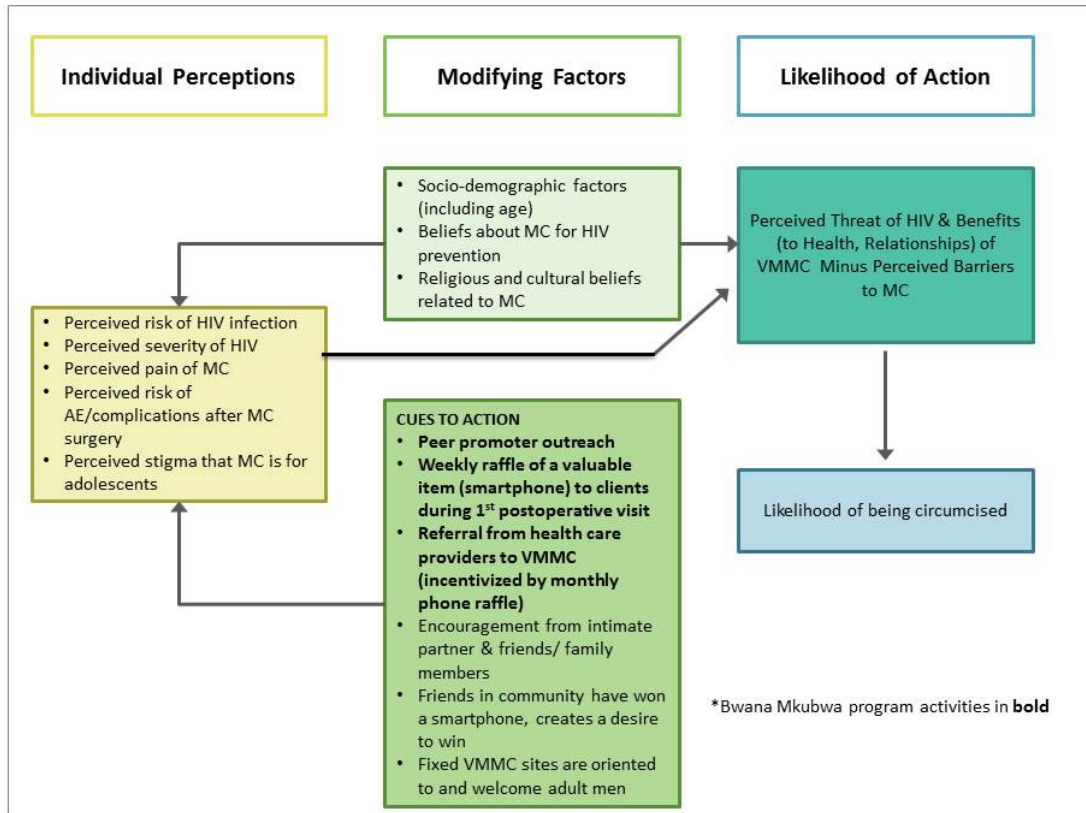 Individual Perceptions
Modifying Factors
Likelihood of Action
• Socio-demographic factors
(including age)
• Beliefs about MC for HIV
prevention
• Religious and cultural beliefs
related to MC
Perceived Threat of HIV & Benefits
(to Health, Relationships) of
VMMC Minus Perceived Barriers
to MC
• Perceived risk of HIV infection
• Perceived severity of HIV
• Perceived pain of MC
• Perceived risk of
AE/complications after MC
surgery
• Perceived stigma that MC is for
adolescents
CUES TO ACTION
• Peer promoter outreach
• Weekly raffle of a valuable
item (smartphone) to clients
during 1st postoperative visit
• Referral from health care
providers to VMMC
(incentivized by monthly
phone raffle)
• Encouragement from intimate
partner & friends/ family
members
• Friends in community have won
a smartphone, creates a desire
to win
• Fixed VMMC sites are oriented
to and welcome adult men
Likelihood of being circumcised
*Bwana Mkubwa program activities in bold